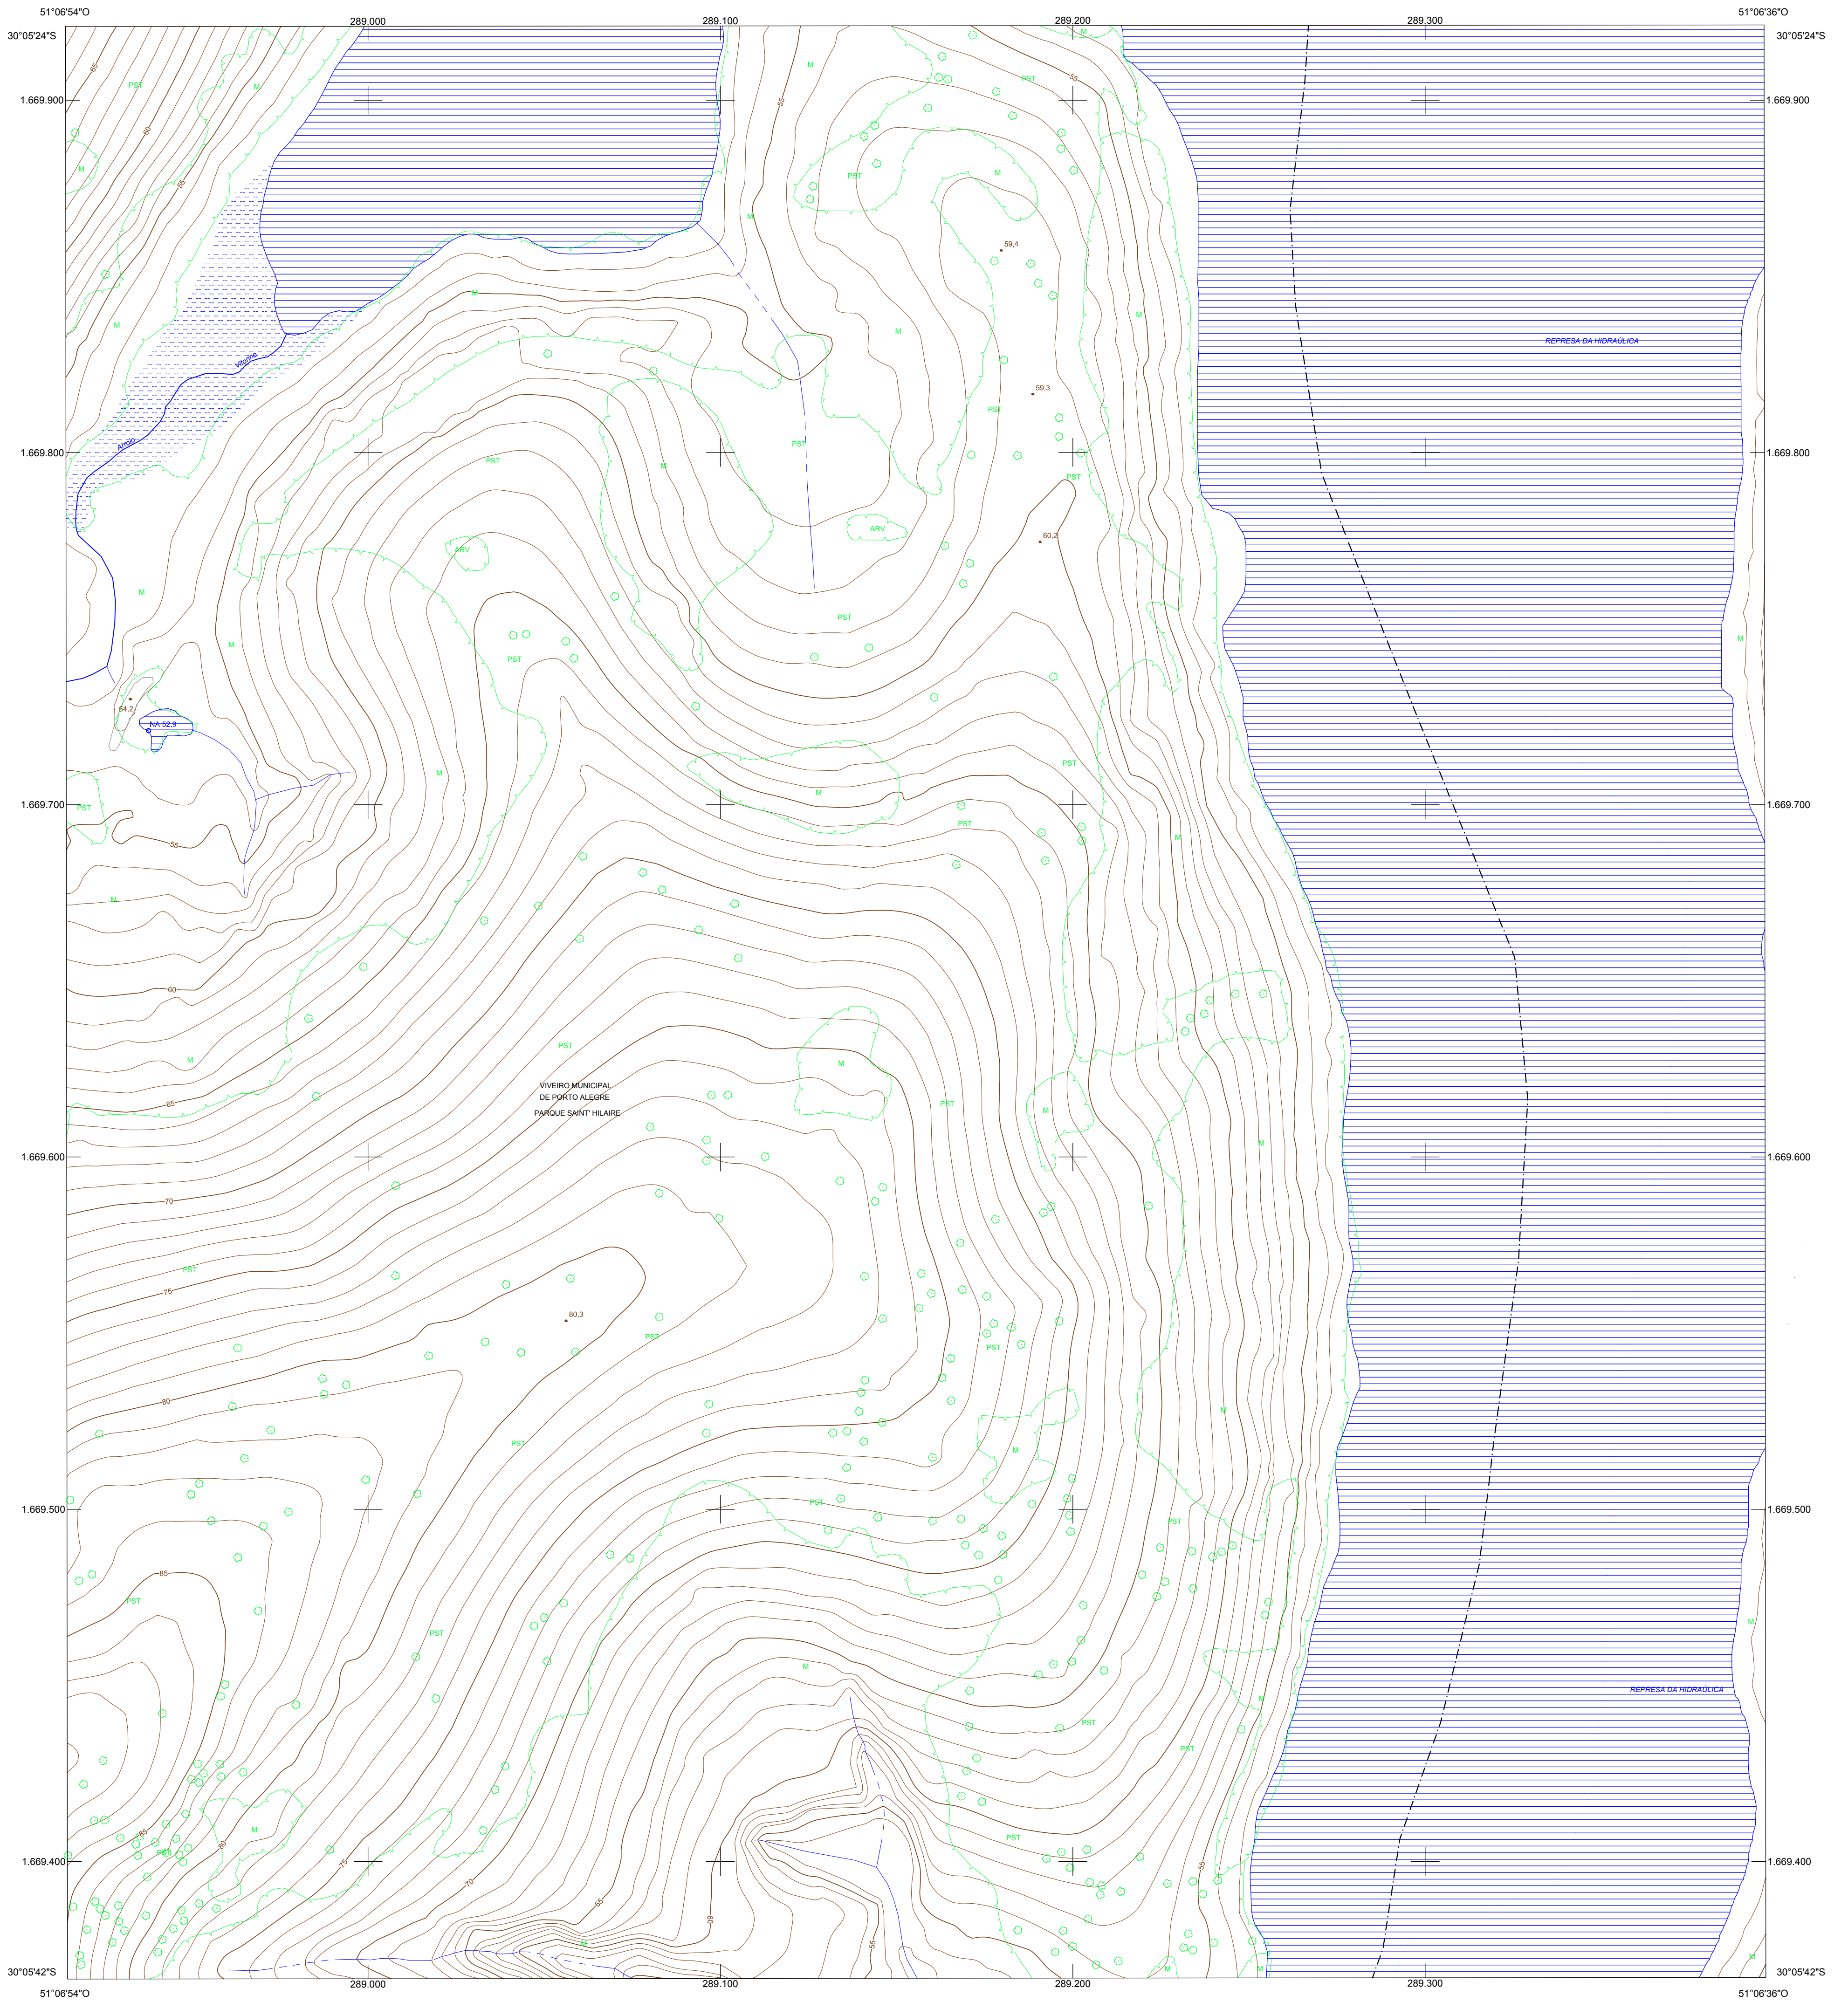 51°06'54"O
51°06'36"O
289.000
289.100
289.200
289.300
30°05'24"S
30°05'24"S
M
55
PST
65
PST
M
M
55
1.669.900
1.669.900
60
M
PST
M
55
M
59,4
M
M
M
M
REPRESA DA HIDRAÚLICA
Vitorino
59,3
PST
Arroio
PST
1.669.800
1.669.800
PST
M
PST
ARV
60,2
ARV
M
PST
M
M
PST
54,2
NA 52,9
PST
M
M
PST
1.669.700
1.669.700
PST
M
55
M
60
PST
M
M
VIVEIRO MUNICIPAL
DE PORTO ALEGRE
PARQUE SAINT' HILAIRE
65
PST
M
M
1.669.600
1.669.600
70
PST
75
80,3
PST
PST
80
M
PST
M
PST
1.669.500
1.669.500
PST
85
PST
M
PST
M
M
REPRESA DA HIDRAÚLICA
PST
PST
M
85
PST
80
PST
75
1.669.400
1.669.400
55
70
65
60
M
55
M
M
M
30°05'42"S
30°05'42"S
289.000
289.100
289.200
289.300
51°06'54"O
51°06'36"O